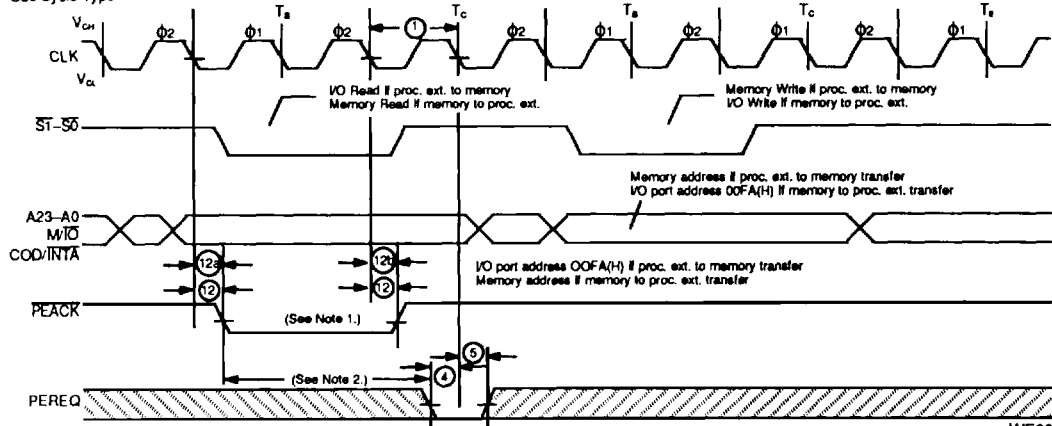 Ts Tc Ts Tc Ts
VCH
CLK
VCL
ϕ2 ϕ1 ϕ2 ① ϕ2 ϕ1 ϕ2 ϕ1 ϕ2 ϕ1
I/O Read if proc. ext. to memory
Memory Read if memory to proc. ext.
Memory Write if proc. ext. to memory
I/O Write if memory to proc. ext.
S1–S0
Memory address if proc. ext. to memory transfer
I/O port address 00FA(H) if memory to proc. ext. transfer
A23–A0
M/IO
COD/INTA
12a 12b
I/O port address OOFA(H) if proc. ext. to memory transfer
Memory address if memory to proc. ext. transfer
12 12
PEACK
(See Note 1.)
5
(See Note 2.) 4
PEREQ